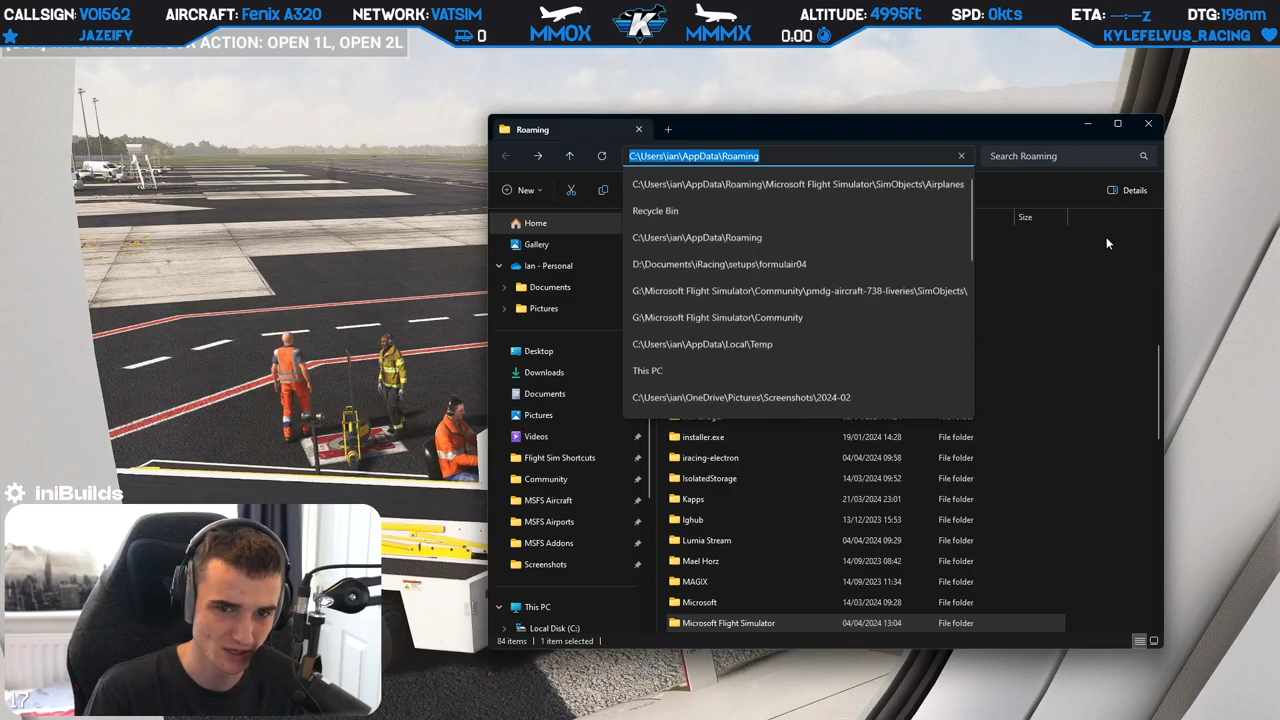 CALLSIGN: VOI562
AIRCRAFT: Fenix A320
NETWORK: VATSIM
ALTITUDE: 4995ft
SPD: 0kts
ETA: --:--z
DTG: 198nm
JAZEIFY
0
MMOX
K
MMMX
0.00
KYLEFELVUS_RACING
WAITING FOR YOUR ACTION: OPEN 1L, OPEN 2L
Roaming
C:\Users\ian\AppData\Roaming
Search Roaming
New
Details
C:\Users\ian\AppData\Roaming\Microsoft Flight Simulator\SimObjects\Airplanes
Recycle Bin
C:\Users\ian\AppData\Roaming
D:\Documents\iRacing\setups\formulair04
G:\Microsoft Flight Simulator\Community\pmdg-aircraft-738-liveries\SimObjects\
G:\Microsoft Flight Simulator\Community
C:\Users\ian\AppData\Local\Temp
This PC
C:\Users\ian\OneDrive\Pictures\Screenshots\2024-02
Size
Home
Gallery
Ian - Personal
Documents
Pictures
Desktop
Downloads
Documents
Pictures
Videos
Flight Sim Shortcuts
Community
MSFS Aircraft
MSFS Airports
MSFS Addons
Screenshots
This PC
Local Disk (C:)
installer.exe 19/01/2024 14:28 File folder
iracing-electron 04/04/2024 09:58 File folder
IsolatedStorage 14/03/2024 09:52 File folder
Kapps 21/03/2024 23:01 File folder
lghub 13/12/2023 15:53 File folder
Lumia Stream 04/04/2024 09:29 File folder
Mael Horz 14/09/2023 08:42 File folder
MAGIX 14/09/2023 11:34 File folder
Microsoft 14/03/2024 09:28 File folder
Microsoft Flight Simulator 04/04/2024 13:04 File folder
84 items
1 item selected
iniBuilds
17